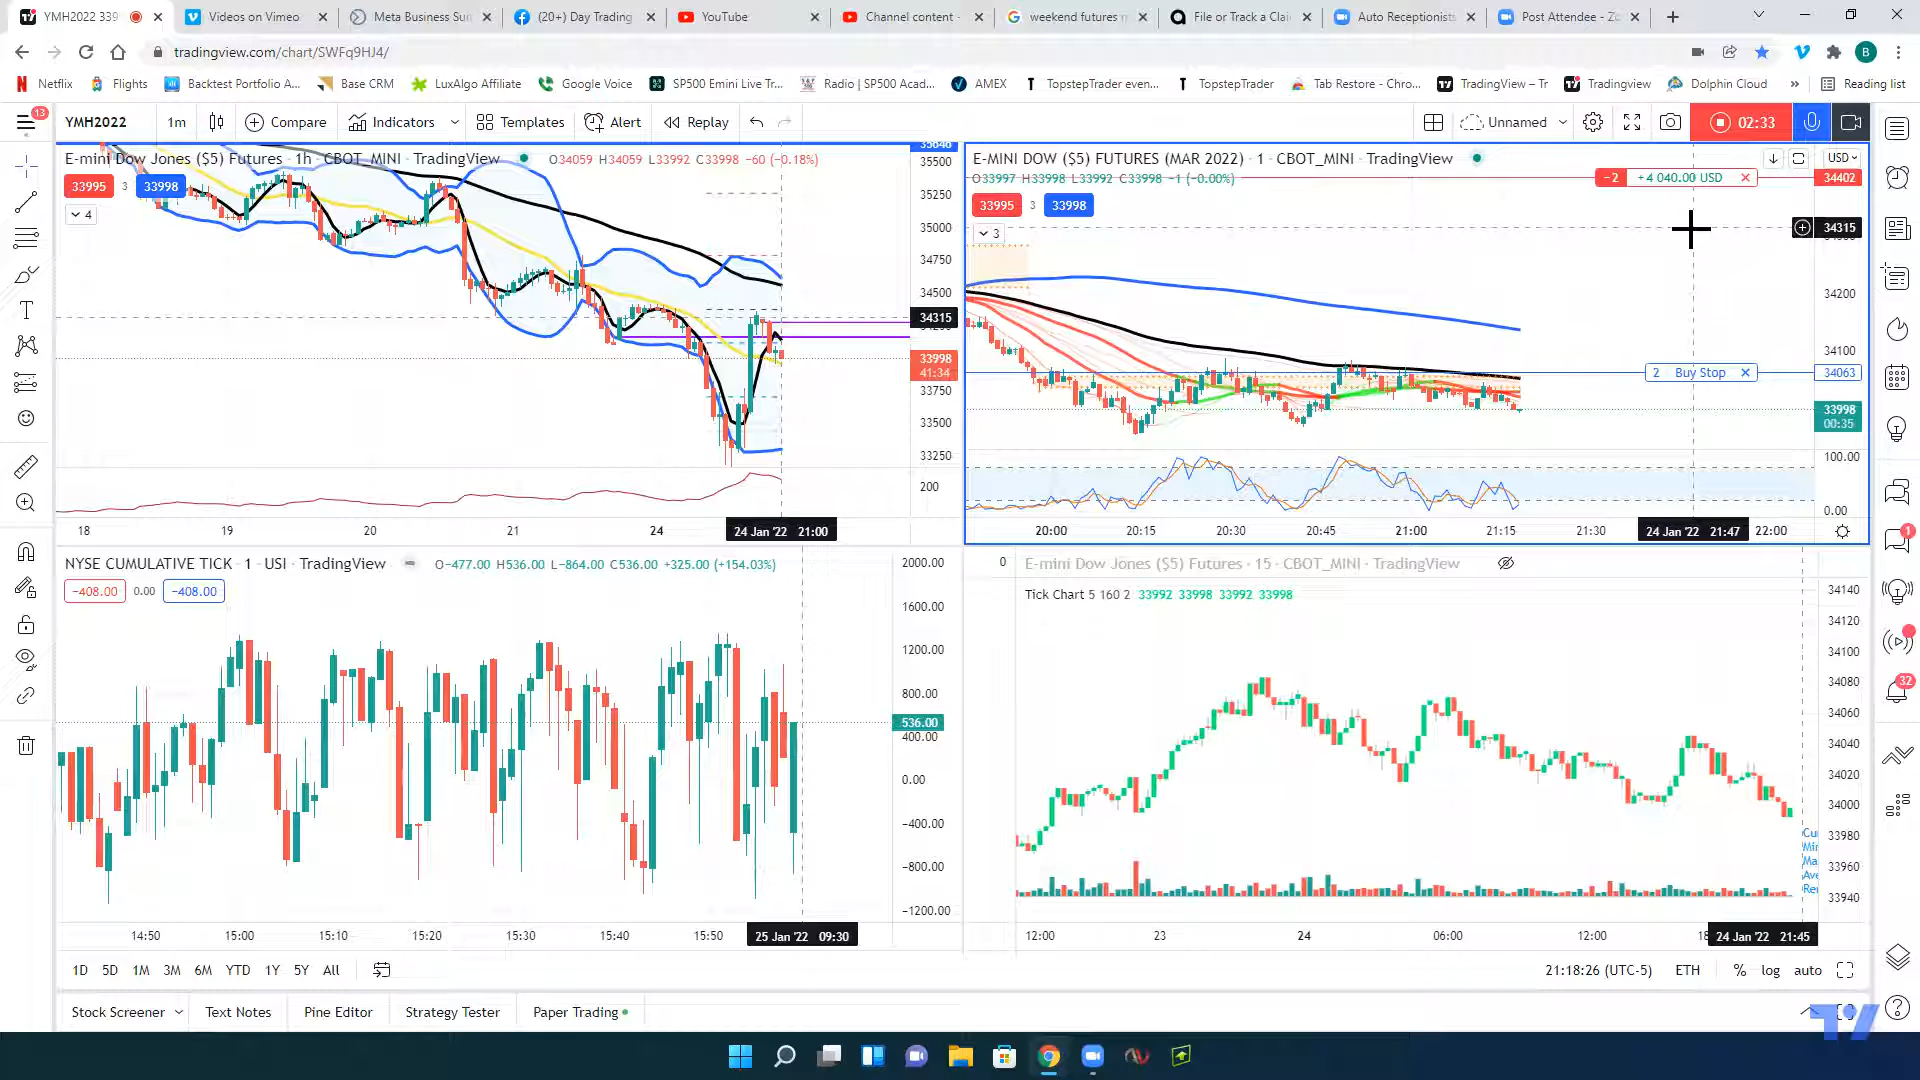 YMH2022 339
Videos on Vimeo
Meta Business Sui
(20+) Day Trading
YouTube
Channel content -
weekend futures m
File or Track a Clai
Auto Receptionist
Post Attendee - Zo
tradingview.com/chart/SWFq9HJ4/
B
Netflix
Flights
Backtest Portfolio A...
Base CRM
LuxAlgo Affiliate
Google Voice
SP500 Emini Live Tr...
Radio | SP500 Acad...
AMEX
TopstepTrader even...
TopstepTrader
Tab Restore - Chro...
TradingView – Tr
Tradingview
Dolphin Cloud
»
Reading list
13
YMH2022
1m
Compare
Indicators
Templates
Alert
Replay
Unnamed
02:33
E-mini Dow Jones ($5) Futures · 1h · CBOT_MINI · TradingView
O34059 H34059 L33992 C33998 −60 (−0.18%)
33995
3
33998
4
35500
35250
35000
34750
34500
34315
33998
41:34
33750
33500
33250
200
18
19
20
21
24
24 Jan '22 21:00
E-MINI DOW ($5) FUTURES (MAR 2022) · 1 · CBOT_MINI · TradingView
USD
O33997 H33998 L33992 C33998 −1 (−0.00%)
−2
+4 040.00 USD
34402
33995
3
33998
34315
3
34200
34100
2
Buy Stop
34063
33998
00:35
100.00
0.00
20:00
20:15
20:30
20:45
21:00
21:15
21:30
24 Jan '22 21:47
22:00
NYSE CUMULATIVE TICK · 1 · USI · TradingView
O−477.00 H536.00 L−864.00 C536.00 +325.00 (+154.03%)
−408.00
0.00
−408.00
2000.00
1600.00
1200.00
800.00
536.00
400.00
0.00
−400.00
−800.00
−1200.00
14:50
15:00
15:10
15:20
15:30
15:40
15:50
25 Jan '22 09:30
0
E-mini Dow Jones ($5) Futures · 15 · CBOT_MINI · TradingView
Tick Chart 5 160 2 33992 33998 33992 33998
34140
34120
34100
34080
34060
34040
34020
34000
33980
33960
33940
Cu
Mi
Ma
Ave
Re
12:00
23
24
06:00
12:00
18
24 Jan '22 21:45
1
32
1D
5D
1M
3M
6M
YTD
1Y
5Y
All
21:18:26 (UTC-5)
ETH
%
log
auto
Stock Screener
Text Notes
Pine Editor
Strategy Tester
Paper Trading